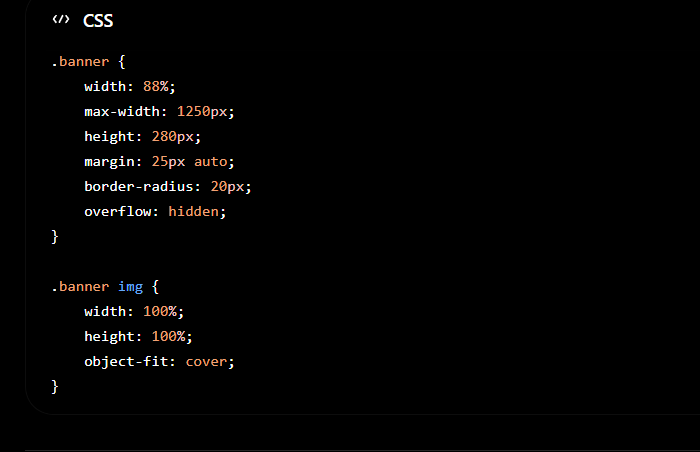 </> CSS
.banner {
    width: 88%;
    max-width: 1250px;
    height: 280px;
    margin: 25px auto;
    border-radius: 20px;
    overflow: hidden;
}

.banner img {
    width: 100%;
    height: 100%;
    object-fit: cover;
}